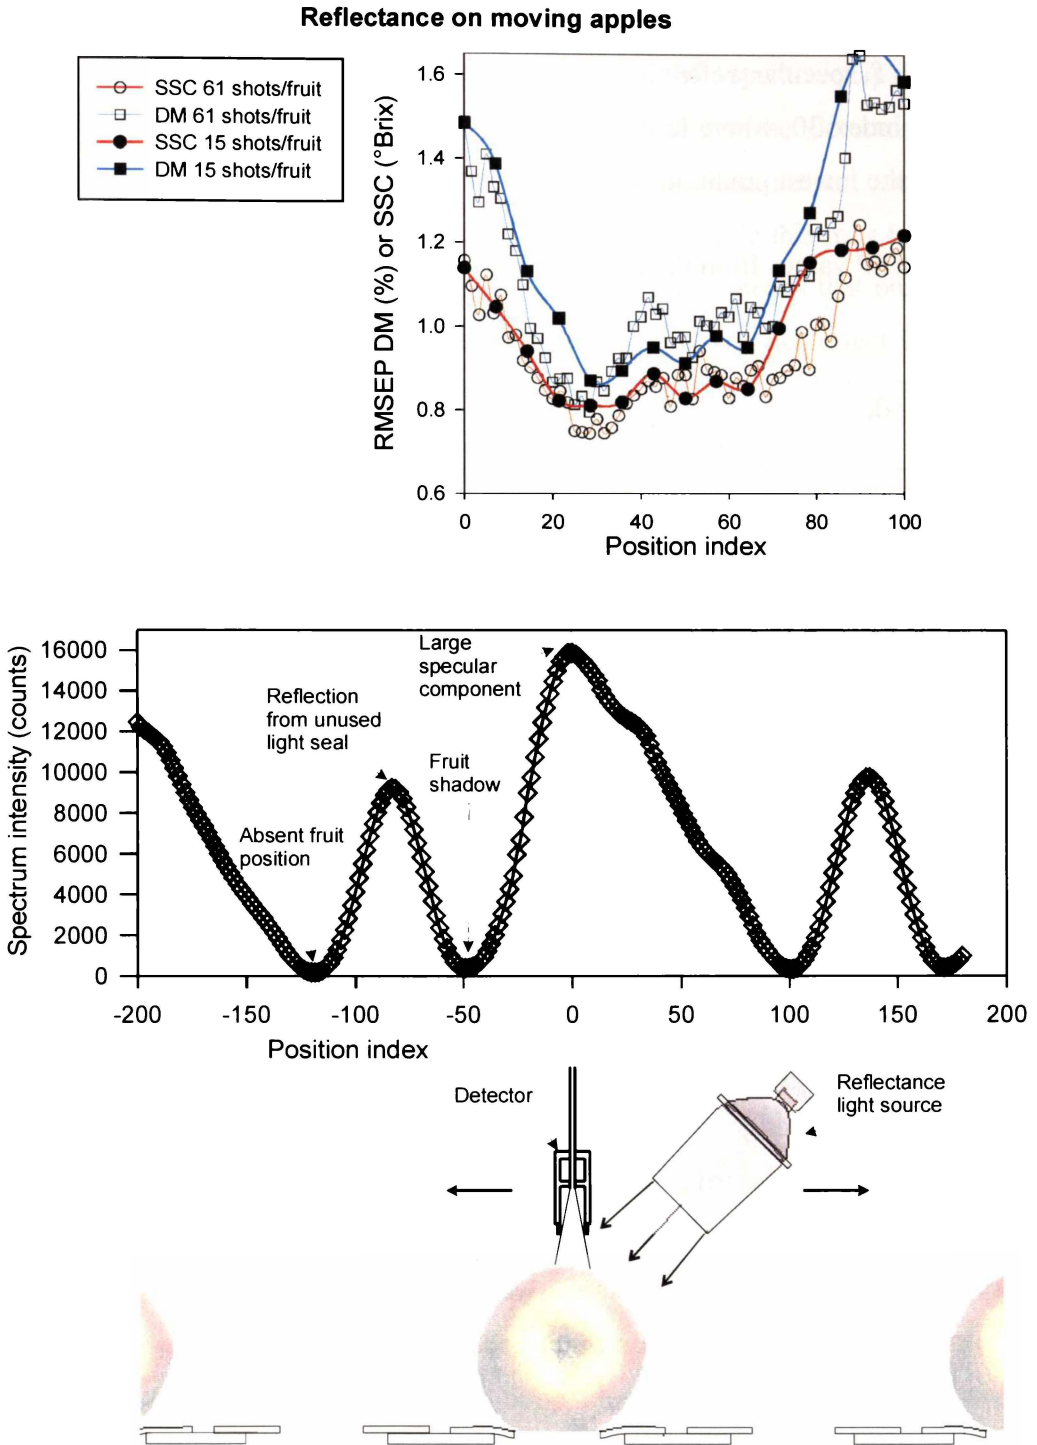 Reflectance on moving apples
SSC 61 shots/fruit
DM 61 shots/fruit
SSC 15 shots/fruit
DM 15 shots/fruit
RMSEP DM (%) or SSC (°Brix)
1.6
1.4
1.2
1.0
0.8
0.6
0 20 40 60 80 100
Position index
Spectrum intensity (counts)
16000
14000
12000
10000
8000
6000
4000
2000
0
Large
specular
component
Reflection
from unused
light seal
Fruit
shadow
Absent fruit
position
-200 -150 -100 -50 0 50 100 150 200
Position index
Detector
Reflectance
light source